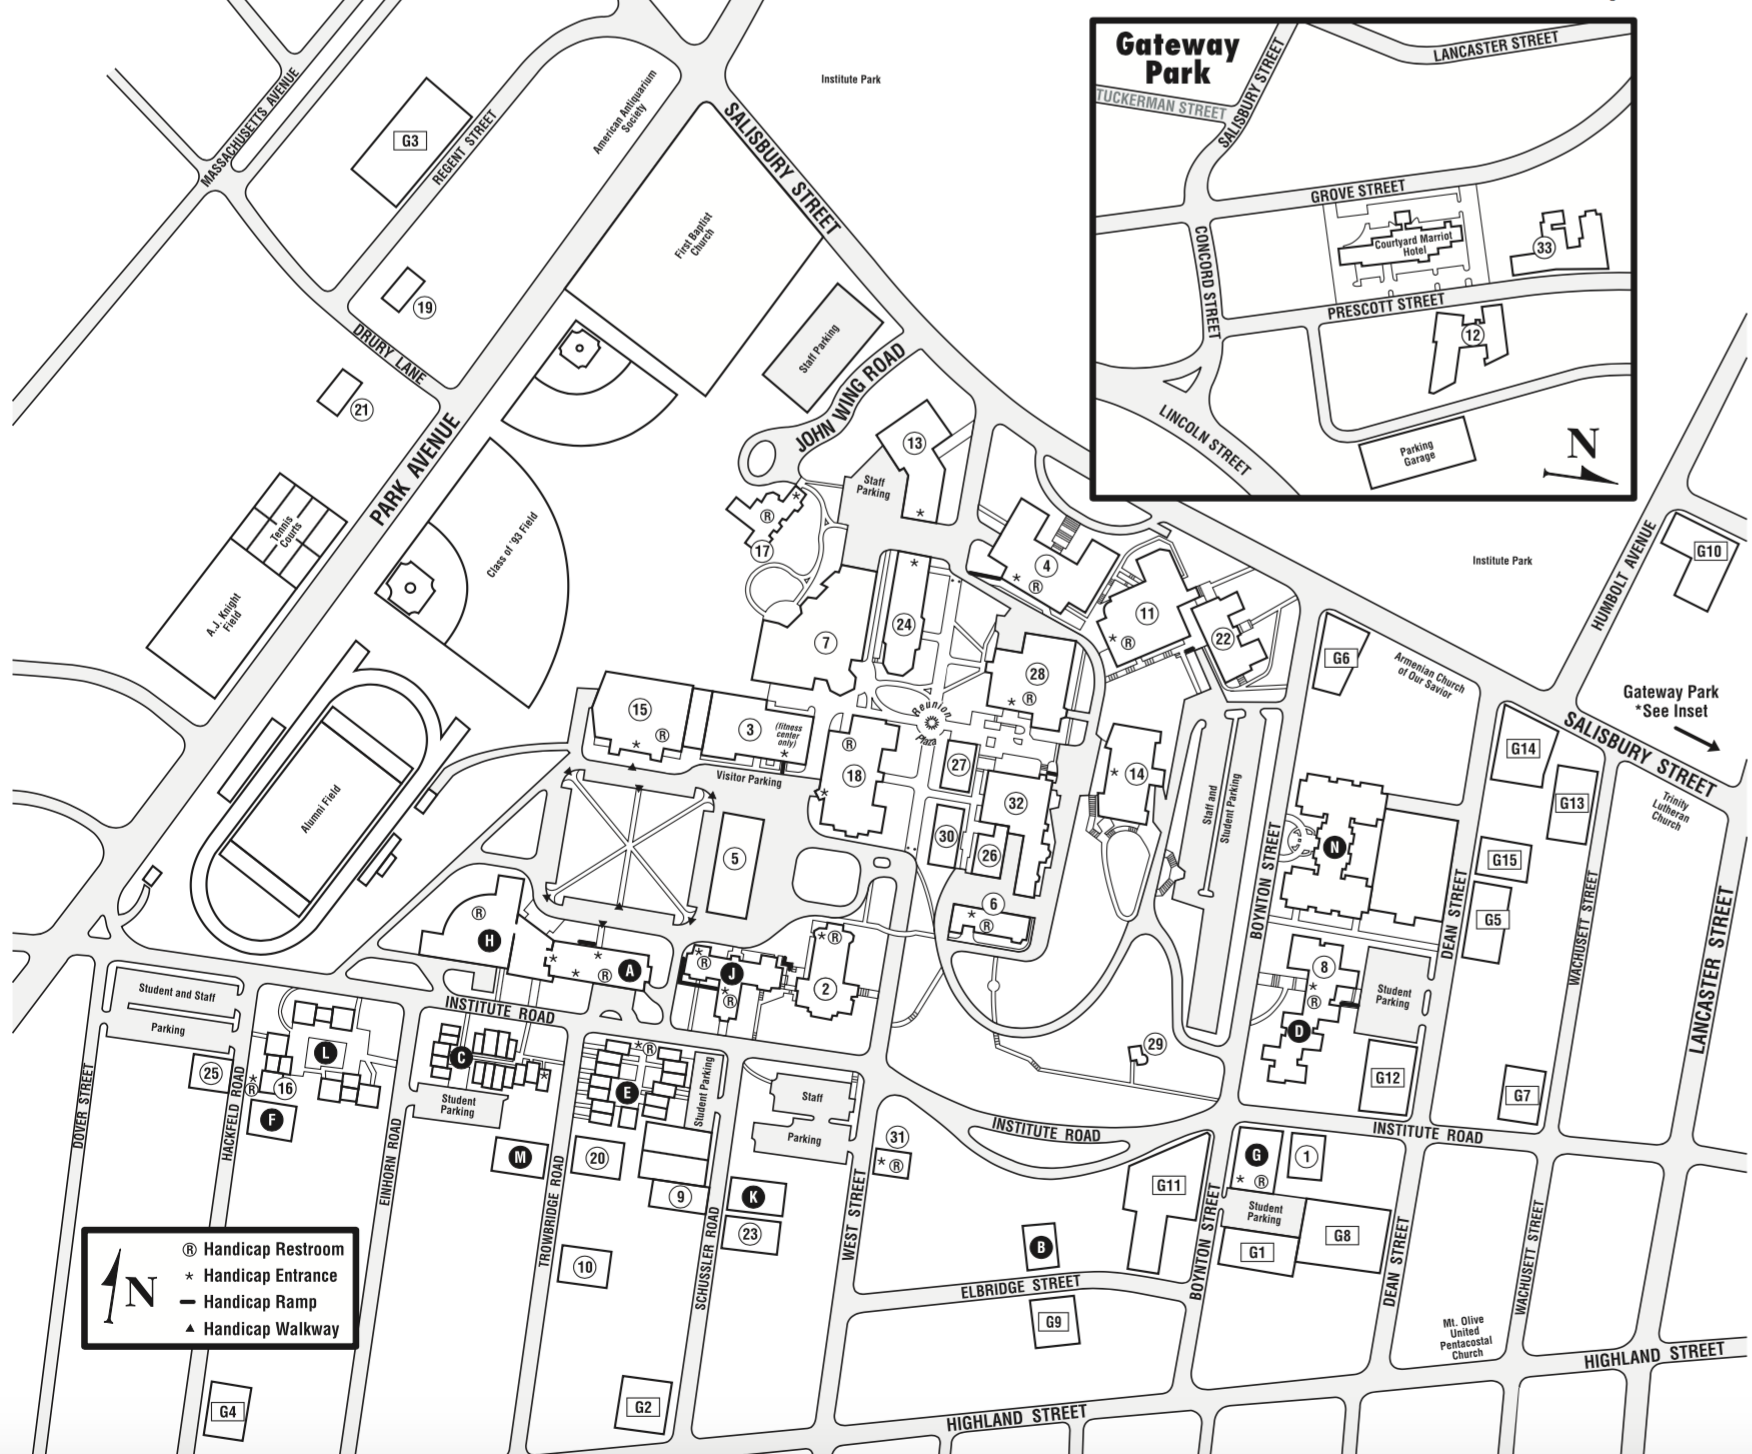 Gateway
Park
LANCASTER STREET
TUCKERMAN STREET
SALISBURY STREET
GROVE STREET
CONCORD STREET
Courtyard Marriot
Hotel
33
PRESCOTT STREET
12
LINCOLN STREET
Parking
Garage
N
MASSACHUSETTS AVENUE
G3
REGENT STREET
American Antiquarium
Society
Institute Park
SALISBURY STREET
First Baptist
Church
19
DRURY LANE
21
PARK AVENUE
Staff Parking
JOHN WING ROAD
13
Staff
Parking
*
Tennis
Courts
A.J. Knight
Field
Class of '93 Field
*
R
17
4
* R
11
* R
22
24
*
7
28
* R
Institute Park
HUMBOLT AVENUE
G10
G6
Armenian Church
of Our Savior
Gateway Park
*See Inset
SALISBURY STREET
15
R
*
3
(fitness
center
only)
*
Visitor Parking
Reunion
Plaza
R
18
*
27
32
30
26
14
*
Staff and
Student Parking
BOYNTON STREET
N
G14
G13
Trinity
Lutheran
Church
G15
G5
DEAN STREET
WACHUSETT STREET
LANCASTER STREET
Alumni Field
5
6
* R
R
H
* * *
R
A
* R
J
* R
* R
2
8
*
R
D
Student
Parking
Student and Staff
Parking
INSTITUTE ROAD
L
C
*
* R
E
Student Parking
29
G12
G7
25
*
R
16
F
Student
Parking
Staff
Parking
INSTITUTE ROAD
INSTITUTE ROAD
DOVER STREET
HACKFELD ROAD
EINHORN ROAD
M
TROWBRIDGE ROAD
20
9
K
23
SCHUSSLER ROAD
WEST STREET
31
* R
G11
G
* R
1
Student
Parking
G1
G8
BOYNTON STREET
DEAN STREET
WACHUSETT STREET
10
B
ELBRIDGE STREET
G9
Mt. Olive
United
Pentacostal
Church
HIGHLAND STREET
HIGHLAND STREET
N
R Handicap Restroom
* Handicap Entrance
Handicap Ramp
▲ Handicap Walkway
G4
G2